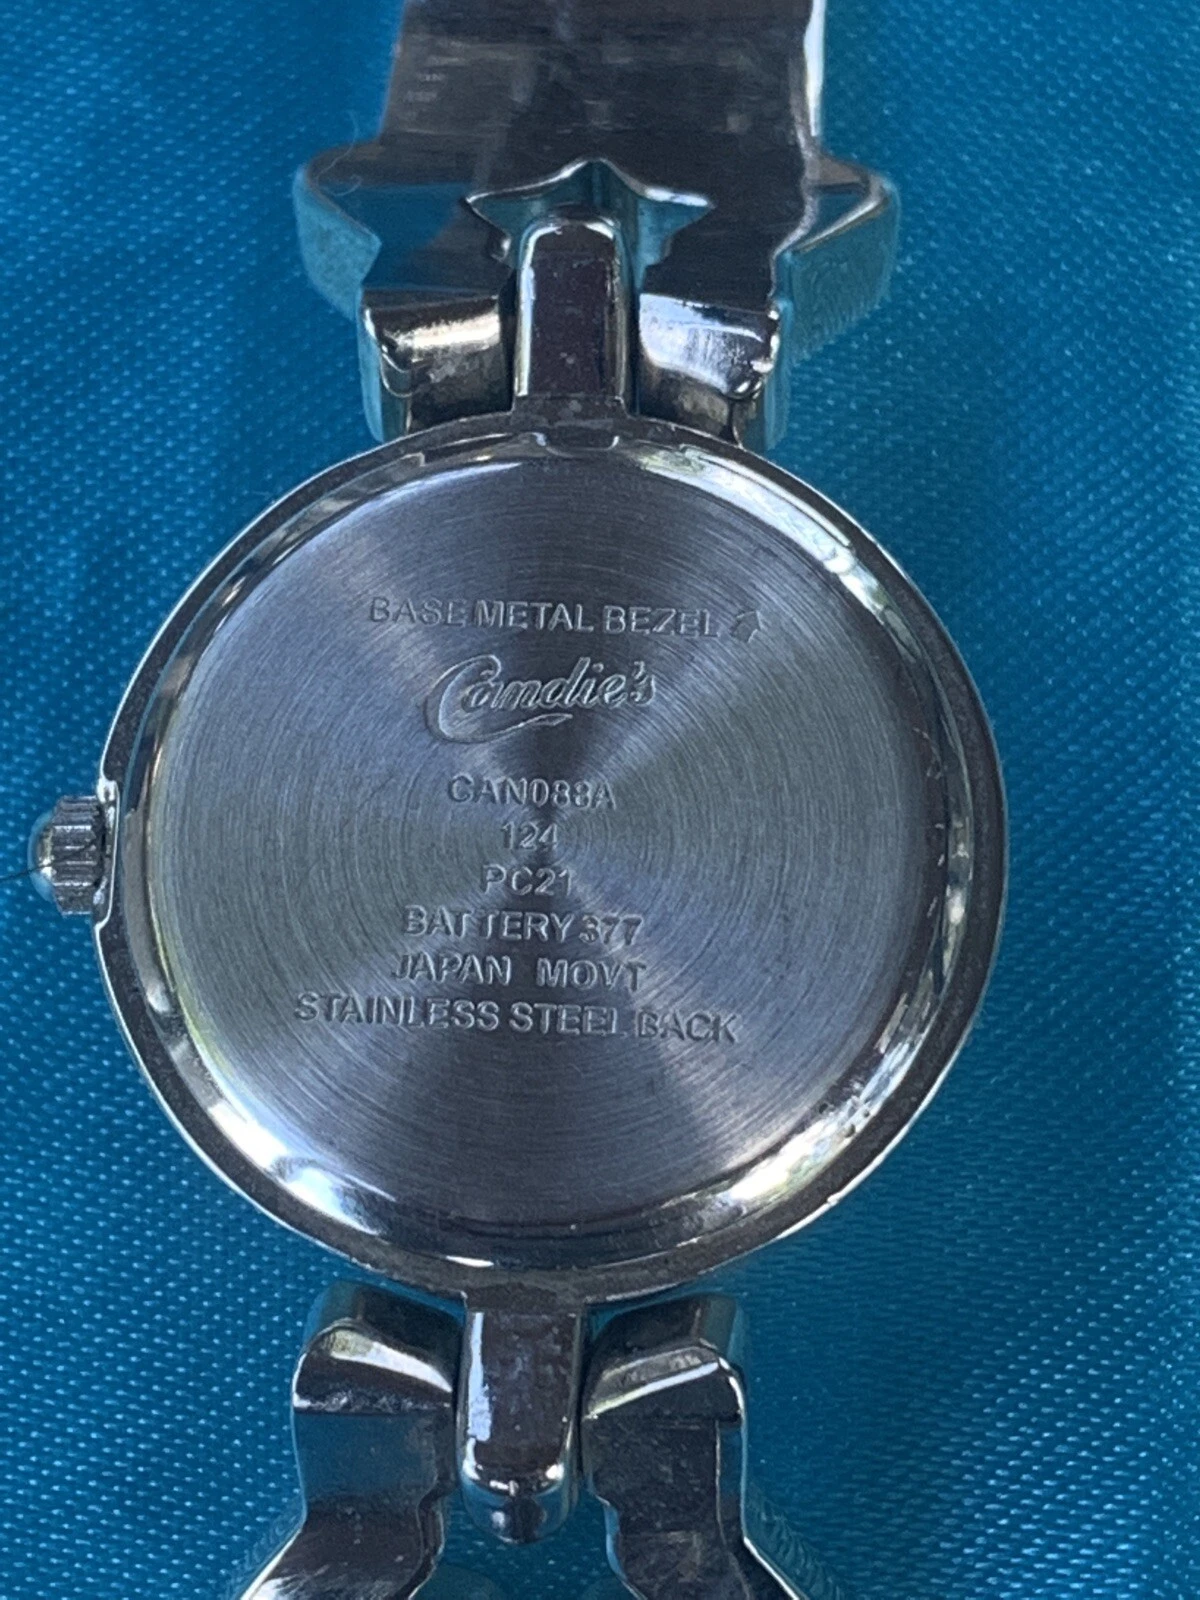 BASE METAL BEZEL
Candie's
CAN088A
124
PC21
BATTERY 377
JAPAN MOVT
STAINLESS STEEL BACK